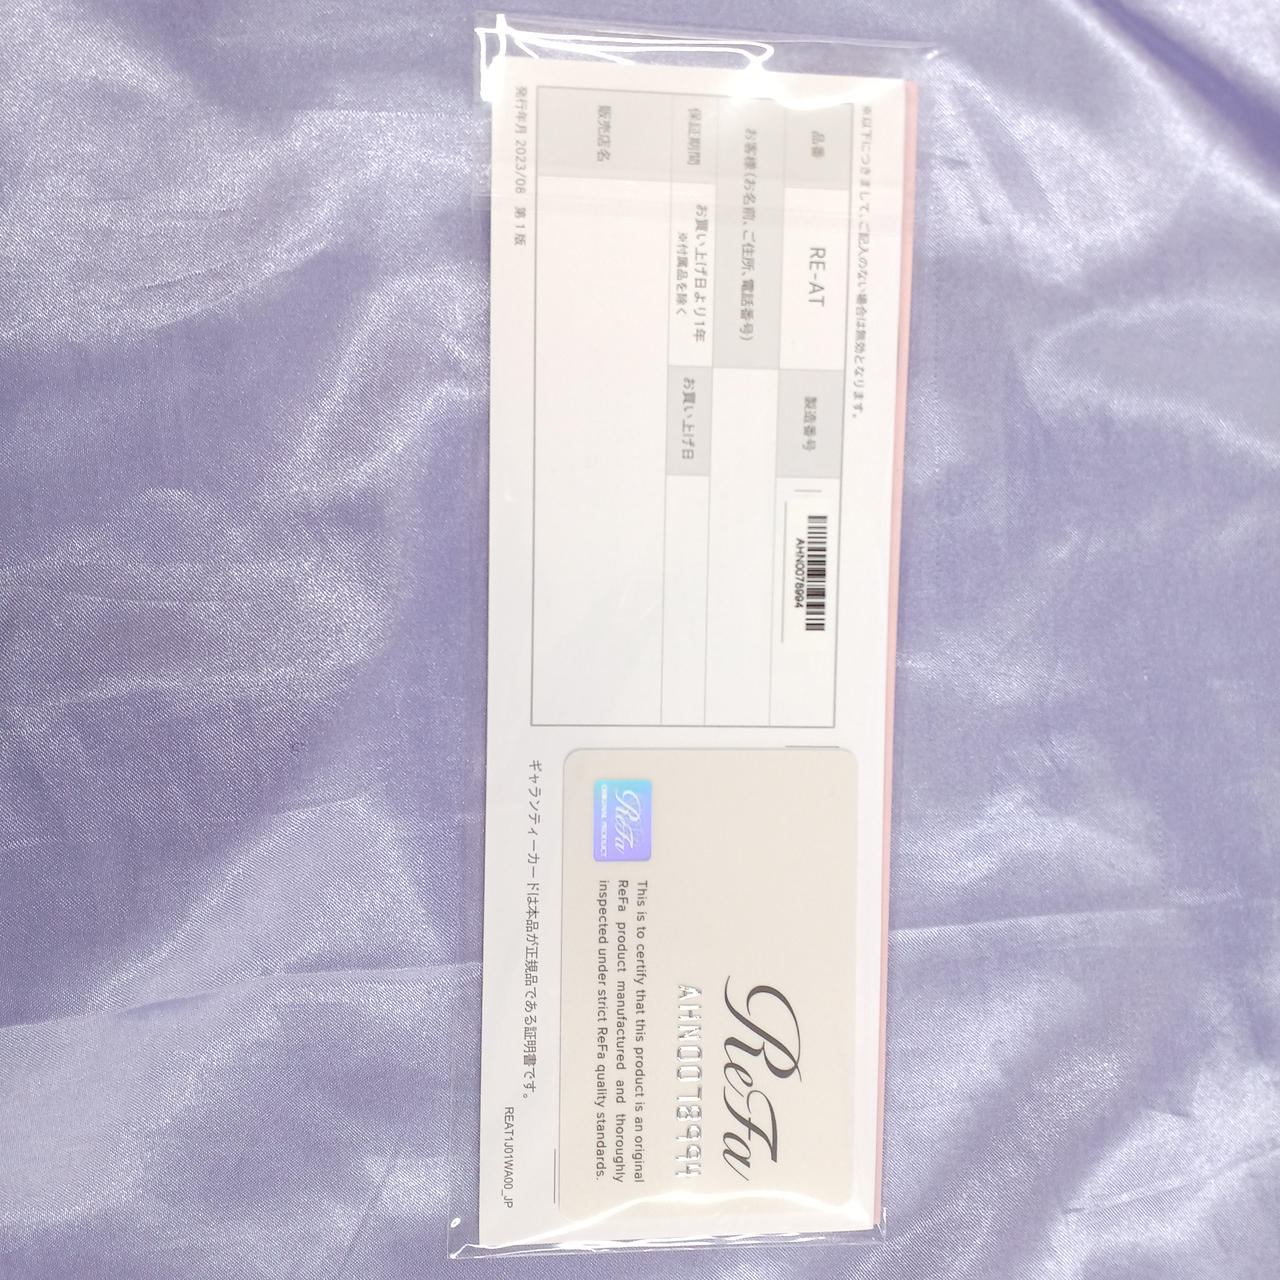 ※以下につきまして、ご記入のない場合は無効となります。
品番
RE-AT
製造番号
AHN0078994
お客様(お名前、ご住所、電話番号)
保証期間
お買い上げ日より1年
※付属品を除く
お買い上げ日
販売店名
発行年月 2023/08 第1版
ReFa
AHN0078994
ReFa
ORIGINAL PRODUCT
This is to certify that this product is an original
ReFa product manufactured and thoroughly
inspected under strict ReFa quality standards.
ギャランティーカードは本品が正規品である証明書です。
REAT1J01WA00_JP